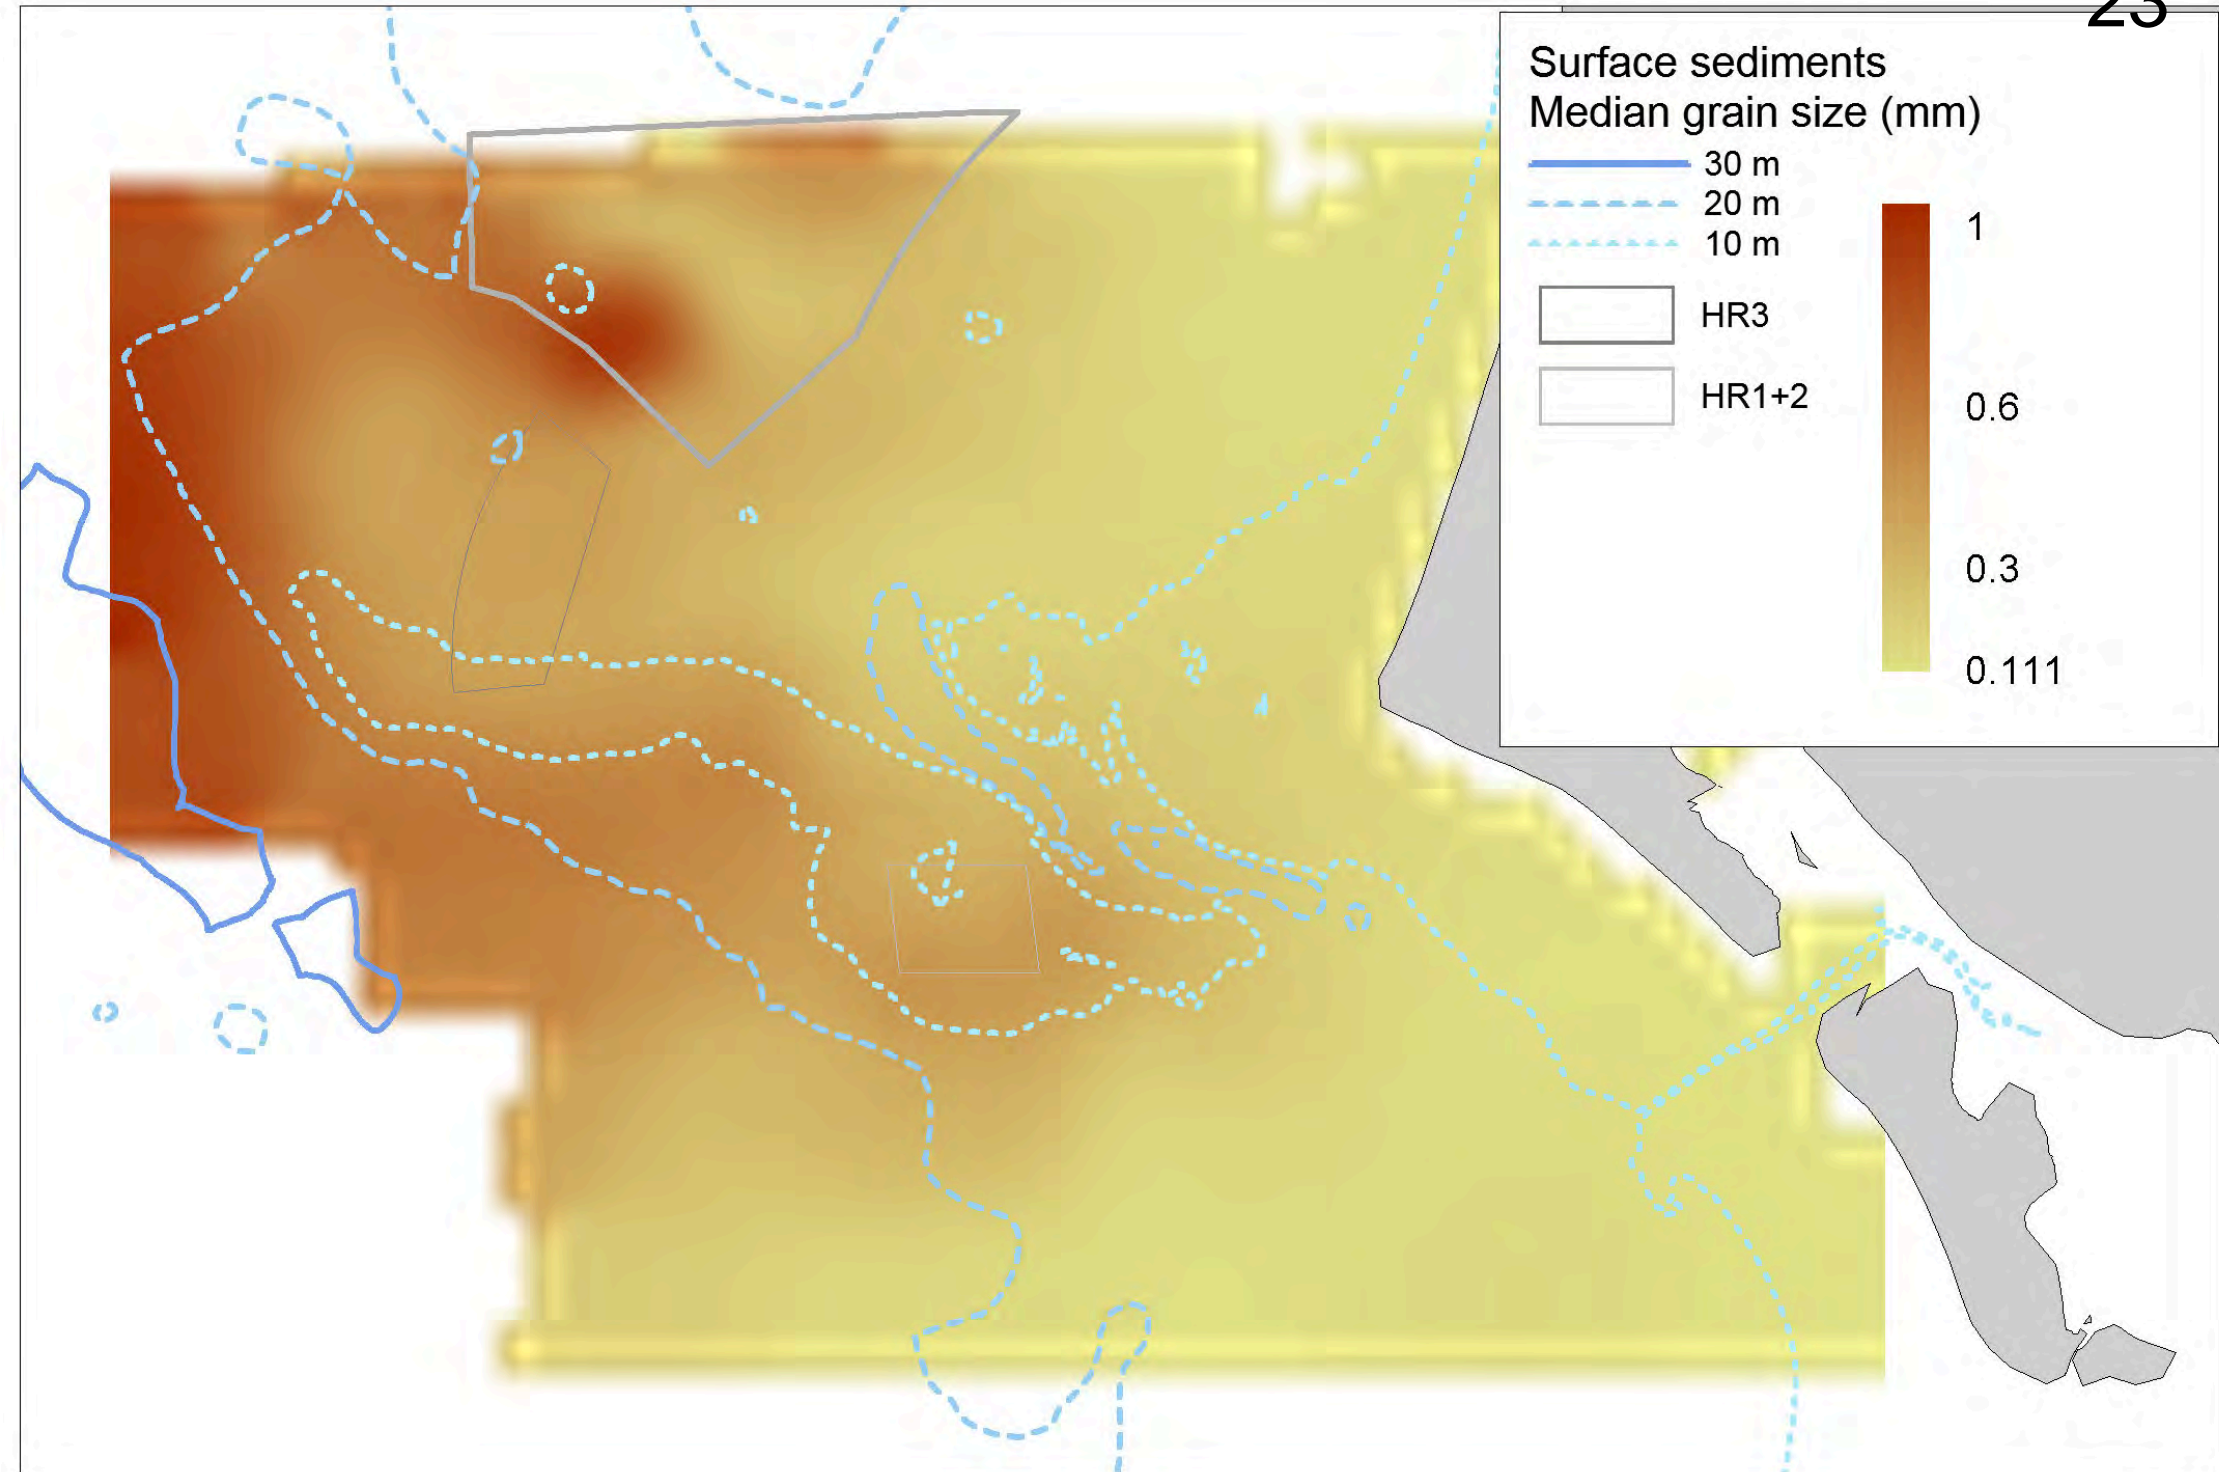 23
Surface sediments
Median grain size (mm)
30 m
20 m
10 m
HR3
HR1+2
1
0.6
0.3
0.111